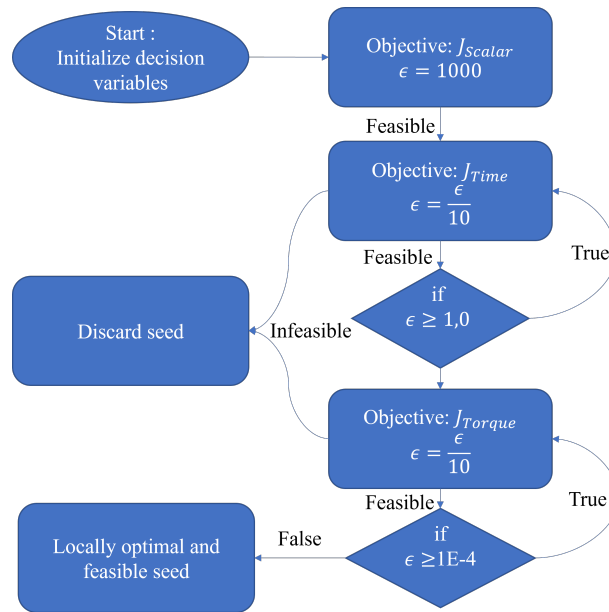 Start :
Initialize decision
variables
Objective: J_Scalar
ϵ = 1000
Feasible
Objective: J_Time
ϵ = ϵ/10
Feasible
True
if
ϵ ≥ 1,0
Discard seed
Infeasible
Objective: J_Torque
ϵ = ϵ/10
Feasible
True
if
ϵ ≥1E-4
False
Locally optimal and
feasible seed